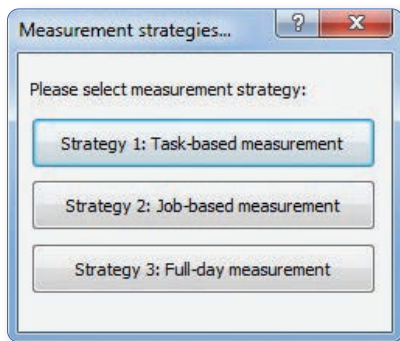 Measurement strategies...
?
Please select measurement strategy:
Strategy 1: Task-based measurement
Strategy 2: Job-based measurement
Strategy 3: Full-day measurement